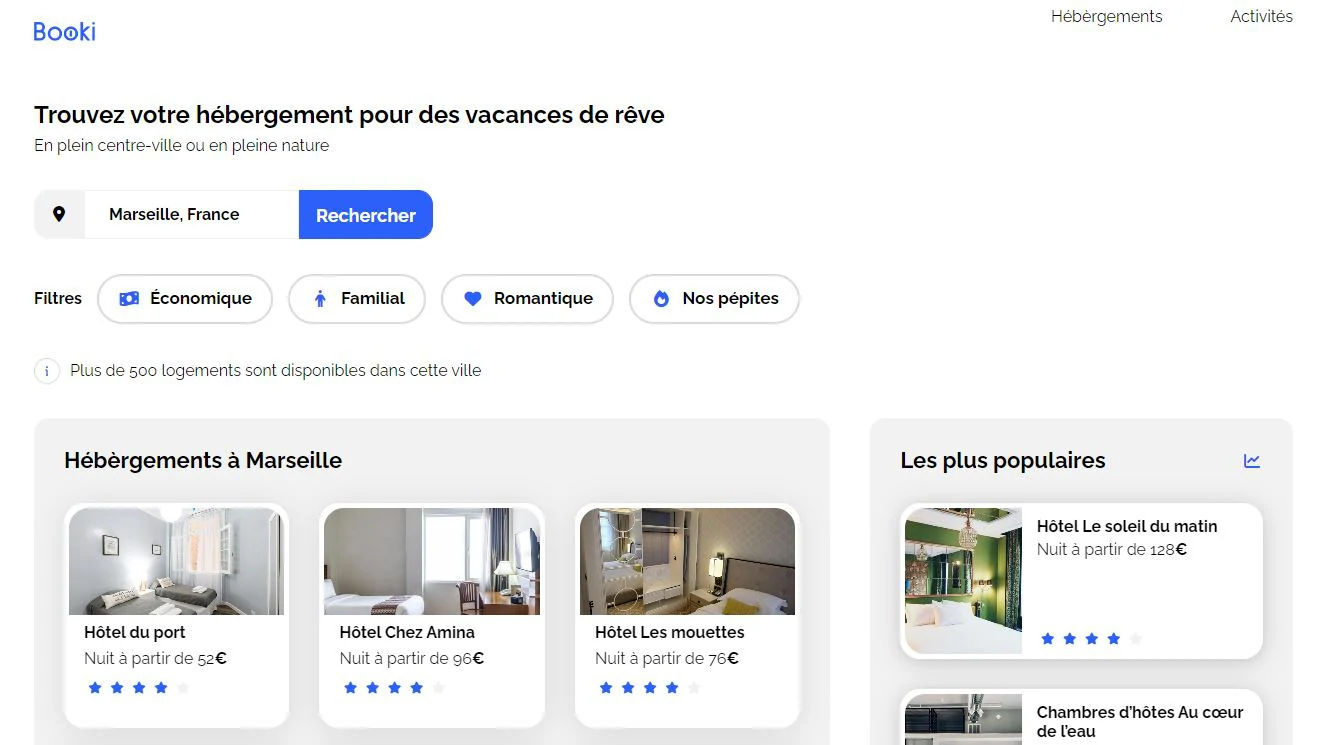 Booki
Hébèrgements
Activités
Trouvez votre hébergement pour des vacances de rêve
En plein centre-ville ou en pleine nature
Marseille, France
Rechercher
Filtres
Économique
Familial
Romantique
Nos pépites
i
Plus de 500 logements sont disponibles dans cette ville
Hébèrgements à Marseille
Hôtel du port
Nuit à partir de 52€
Hôtel Chez Amina
Nuit à partir de 96€
Hôtel Les mouettes
Nuit à partir de 76€
Les plus populaires
Hôtel Le soleil du matin
Nuit à partir de 128€
Chambres d’hôtes Au cœur
de l’eau